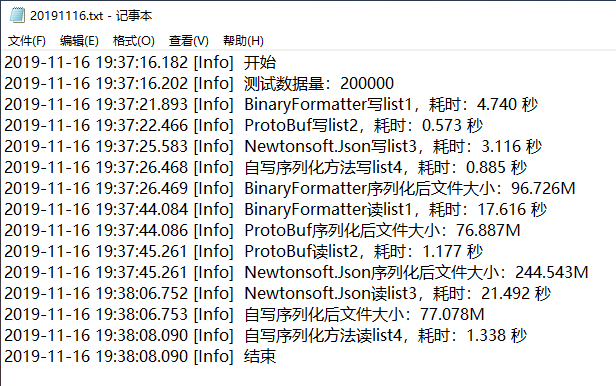 20191116.txt - 记事本
文件(F) 编辑(E) 格式(O) 查看(V) 帮助(H)
2019-11-16 19:37:16.182 [Info] 开始
2019-11-16 19:37:16.202 [Info] 测试数据量：200000
2019-11-16 19:37:21.893 [Info] BinaryFormatter写list1，耗时：4.740 秒
2019-11-16 19:37:22.466 [Info] ProtoBuf写list2，耗时：0.573 秒
2019-11-16 19:37:25.583 [Info] Newtonsoft.Json写list3，耗时：3.116 秒
2019-11-16 19:37:26.468 [Info] 自写序列化方法写list4，耗时：0.885 秒
2019-11-16 19:37:26.469 [Info] BinaryFormatter序列化后文件大小：96.726M
2019-11-16 19:37:44.084 [Info] BinaryFormatter读list1，耗时：17.616 秒
2019-11-16 19:37:44.086 [Info] ProtoBuf序列化后文件大小：76.887M
2019-11-16 19:37:45.261 [Info] ProtoBuf读list2，耗时：1.177 秒
2019-11-16 19:37:45.261 [Info] Newtonsoft.Json序列化后文件大小：244.543M
2019-11-16 19:38:06.752 [Info] Newtonsoft.Json读list3，耗时：21.492 秒
2019-11-16 19:38:06.753 [Info] 自写序列化后文件大小：77.078M
2019-11-16 19:38:08.090 [Info] 自写序列化方法读list4，耗时：1.338 秒
2019-11-16 19:38:08.090 [Info] 结束